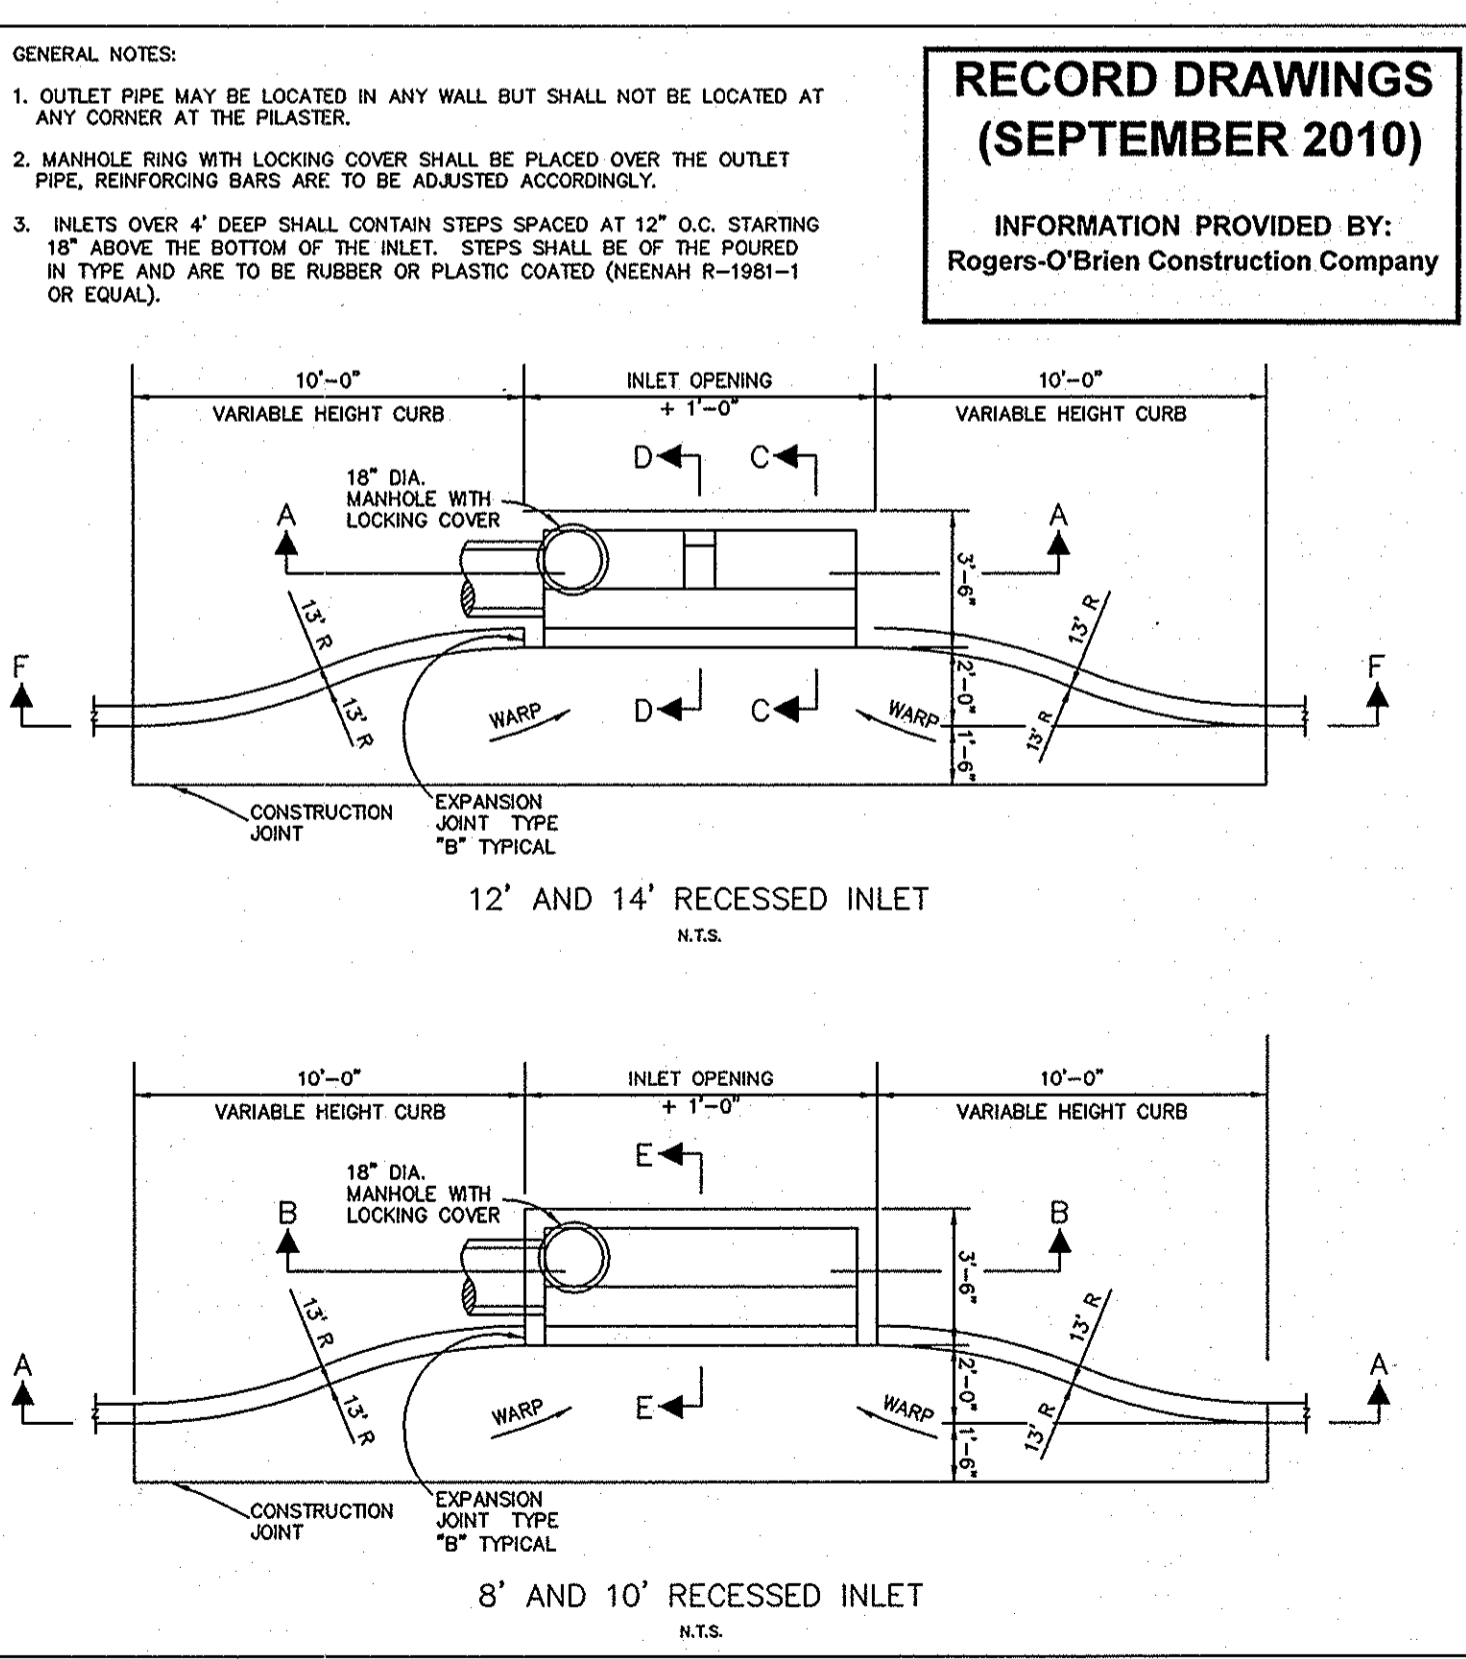 GENERAL NOTES:
1. OUTLET PIPE MAY BE LOCATED IN ANY WALL BUT SHALL NOT BE LOCATED AT
ANY CORNER AT THE PILASTER.
2. MANHOLE RING WITH LOCKING COVER SHALL BE PLACED OVER THE OUTLET
PIPE, REINFORCING BARS ARE TO BE ADJUSTED ACCORDINGLY.
3. INLETS OVER 4' DEEP SHALL CONTAIN STEPS SPACED AT 12" O.C. STARTING
18" ABOVE THE BOTTOM OF THE INLET. STEPS SHALL BE OF THE POURED
IN TYPE AND ARE TO BE RUBBER OR PLASTIC COATED (NEENAH R-1981-1
OR EQUAL).
RECORD DRAWINGS
(SEPTEMBER 2010)
INFORMATION PROVIDED BY:
Rogers-O'Brien Construction Company
10'-0"
VARIABLE HEIGHT CURB
INLET OPENING
+ 1'-0"
10'-0"
VARIABLE HEIGHT CURB
D
C
18" DIA.
MANHOLE WITH
LOCKING COVER
A
A
3'-6"
13' R
13' R
F
F
2'-0"
13' R
13' R
WARP
D
C
WARP
1'-6"
CONSTRUCTION
JOINT
EXPANSION
JOINT TYPE
"B" TYPICAL
12' AND 14' RECESSED INLET
N.T.S.
10'-0"
VARIABLE HEIGHT CURB
INLET OPENING
+ 1'-0"
10'-0"
VARIABLE HEIGHT CURB
E
18" DIA.
MANHOLE WITH
LOCKING COVER
B
B
3'-6"
13' R
13' R
A
A
2'-0"
13' R
13' R
WARP
E
WARP
1'-6"
CONSTRUCTION
JOINT
EXPANSION
JOINT TYPE
"B" TYPICAL
8' AND 10' RECESSED INLET
N.T.S.